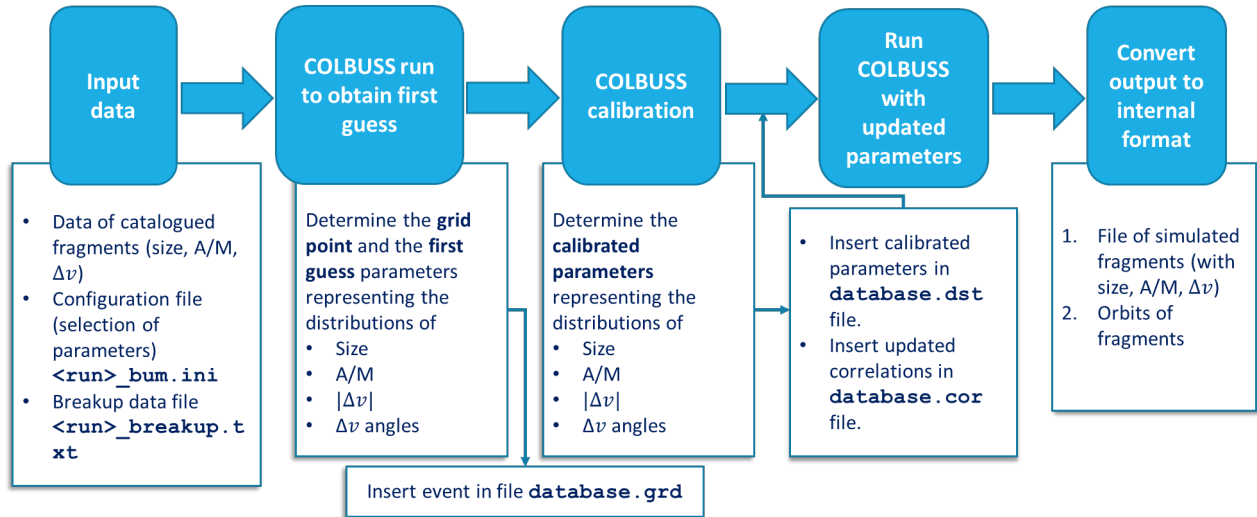 Input
data
COLBUSS run
to obtain first
guess
COLBUSS
calibration
Run
COLBUSS
with
updated
parameters
Convert
output to
internal
format
• Data of catalogued
fragments (size, A/M,
Δ𝑣)
• Configuration file
(selection of
parameters)
<run>_bum.ini
• Breakup data file
<run>_breakup.t
xt
Determine the grid
point and the first
guess parameters
representing the
distributions of
• Size
• A/M
• |Δ𝑣|
• Δ𝑣 angles
Determine the
calibrated
parameters
representing the
distributions of
• Size
• A/M
• |Δ𝑣|
• Δ𝑣 angles
• Insert calibrated
parameters in
database.dst
file.
• Insert updated
correlations in
database.cor
file.
1. File of simulated
fragments (with
size, A/M, Δ𝑣)
2. Orbits of
fragments
Insert event in file database.grd